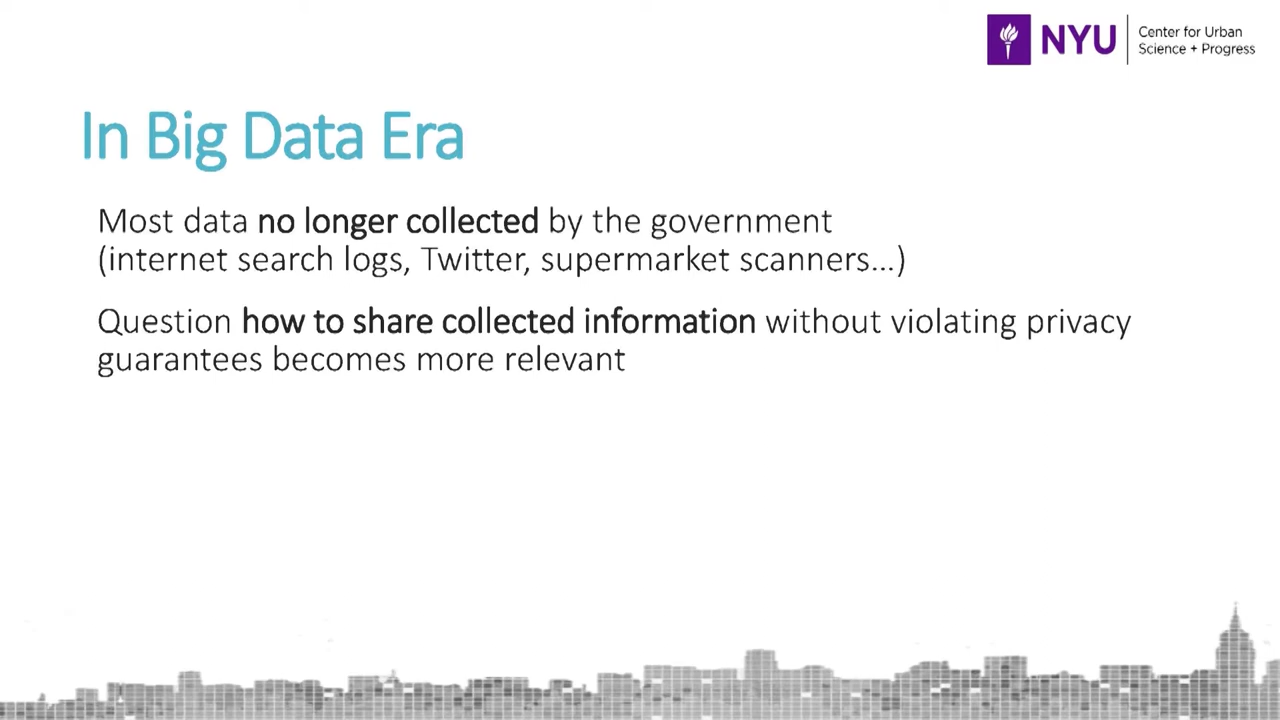 NYU
Center for Urban
Science + Progress
In Big Data Era
Most data no longer collected by the government
(internet search logs, Twitter, supermarket scanners...)
Question how to share collected information without violating privacy
guarantees becomes more relevant